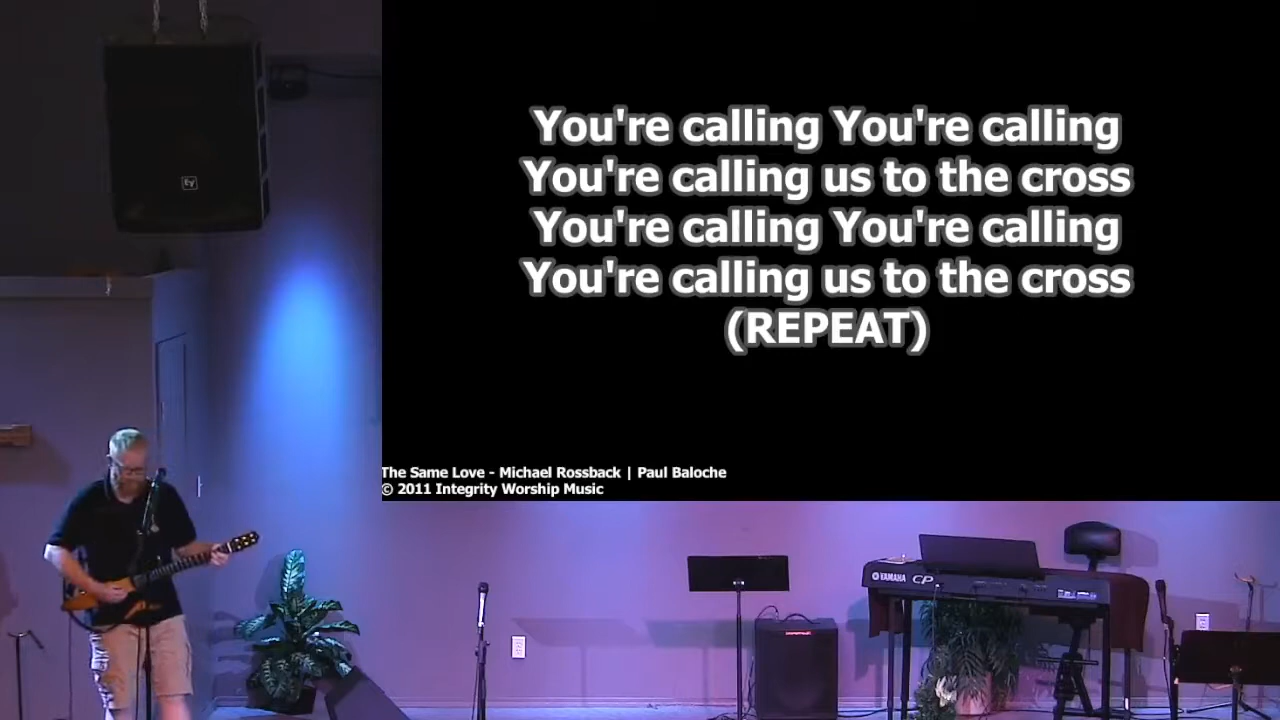 You're calling You're calling
You're calling us to the cross
You're calling You're calling
You're calling us to the cross
(REPEAT)
The Same Love - Michael Rossback | Paul Baloche
© 2011 Integrity Worship Music
EV
YAMAHA CP